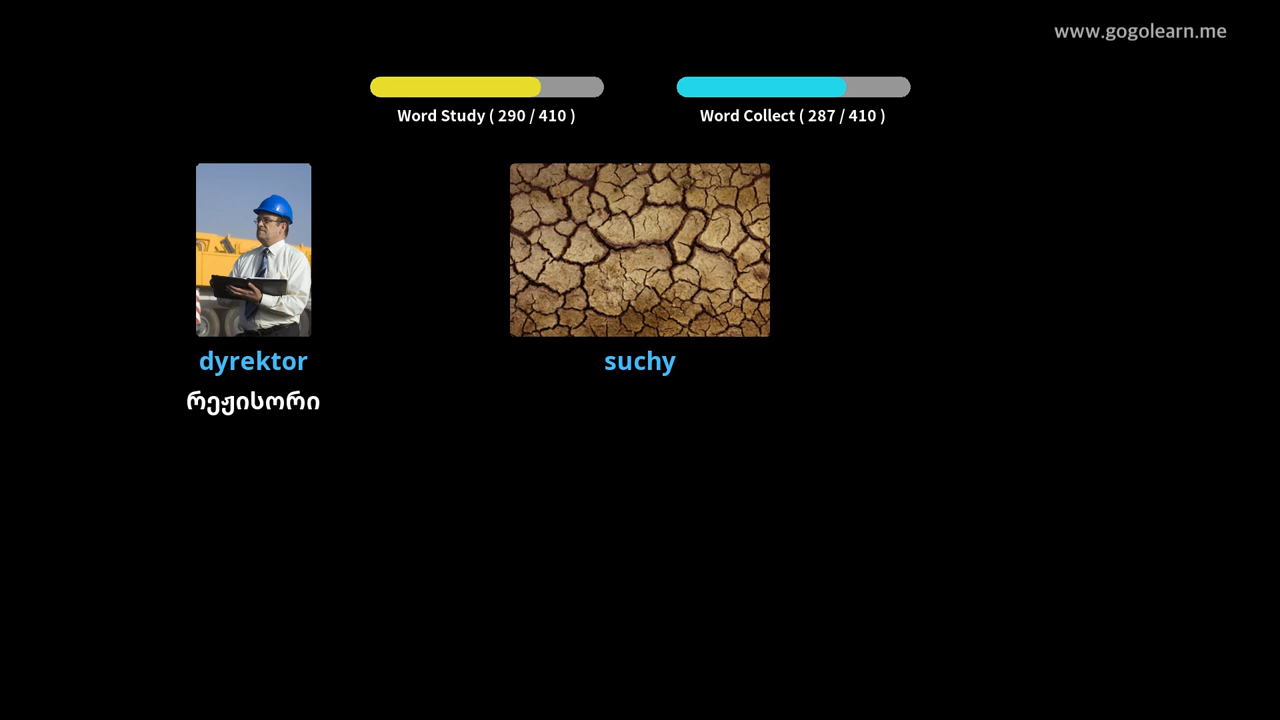 www.gogolearn.me
Word Study ( 290 / 410 )
Word Collect ( 287 / 410 )
dyrektor
suchy
რეჟისორი